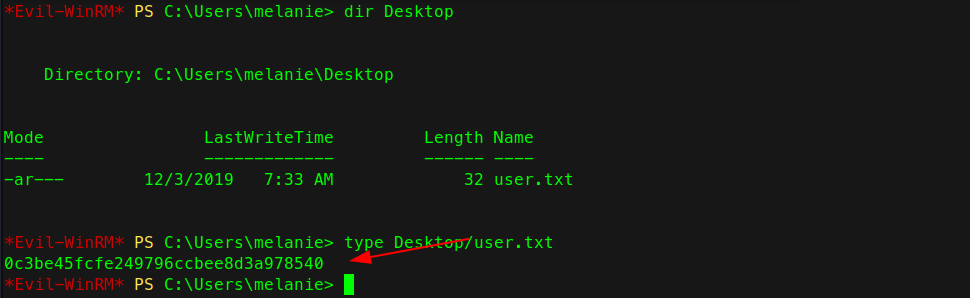 *Evil-WinRM* PS C:\Users\melanie> dir Desktop
Directory: C:\Users\melanie\Desktop
Mode                LastWriteTime         Length Name
----                -------------         ------ ----
-ar---        12/3/2019   7:33 AM             32 user.txt
*Evil-WinRM* PS C:\Users\melanie> type Desktop/user.txt
0c3be45fcfe249796ccbee8d3a978540
*Evil-WinRM* PS C:\Users\melanie>